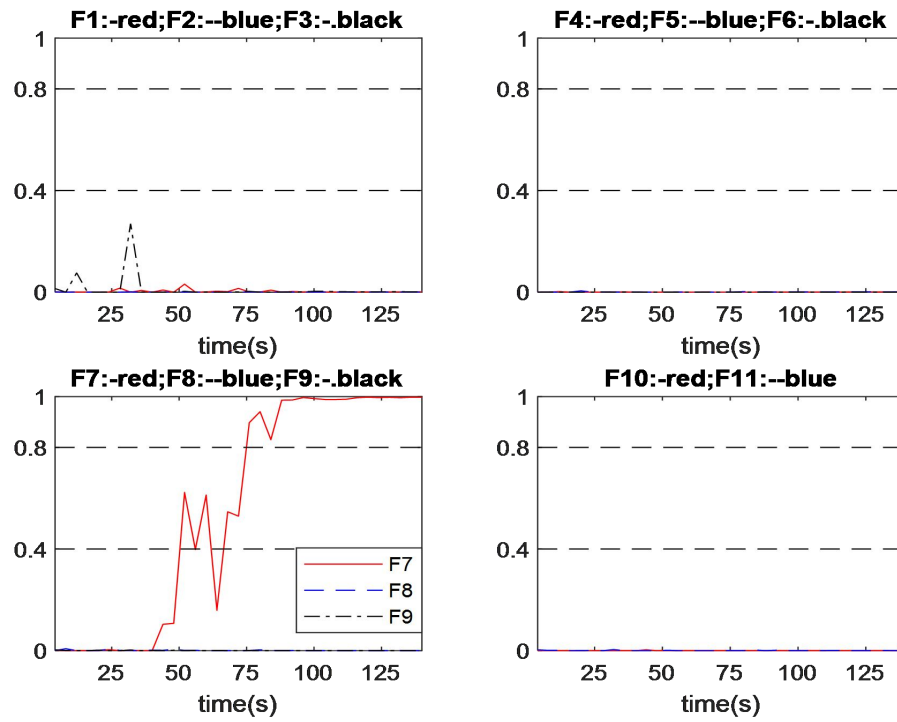 F1:-red;F2:--blue;F3:-.black
1
0.8
0.4
0
25 50 75 100 125
time(s)
F4:-red;F5:--blue;F6:-.black
1
0.8
0.4
0
25 50 75 100 125
time(s)
F7:-red;F8:--blue;F9:-.black
1
0.8
0.4
0
F7
F8
F9
25 50 75 100 125
time(s)
F10:-red;F11:--blue
1
0.8
0.4
0
25 50 75 100 125
time(s)